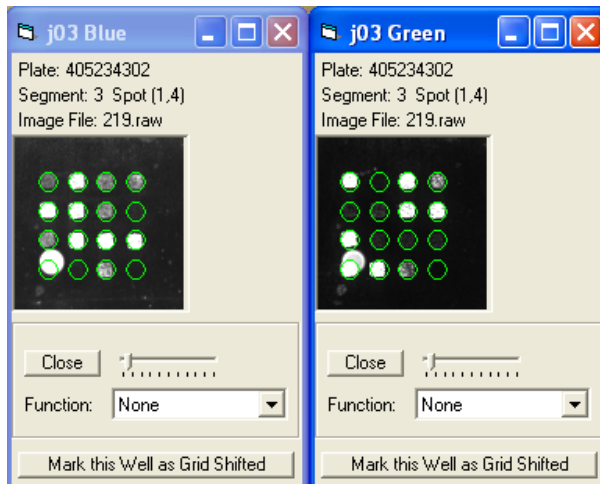 j03 Blue
Plate: 405234302
Segment: 3 Spot (1,4)
Image File: 219.raw
Close
Function: None
Mark this Well as Grid Shifted
j03 Green
Plate: 405234302
Segment: 3 Spot (1,4)
Image File: 219.raw
Close
Function: None
Mark this Well as Grid Shifted